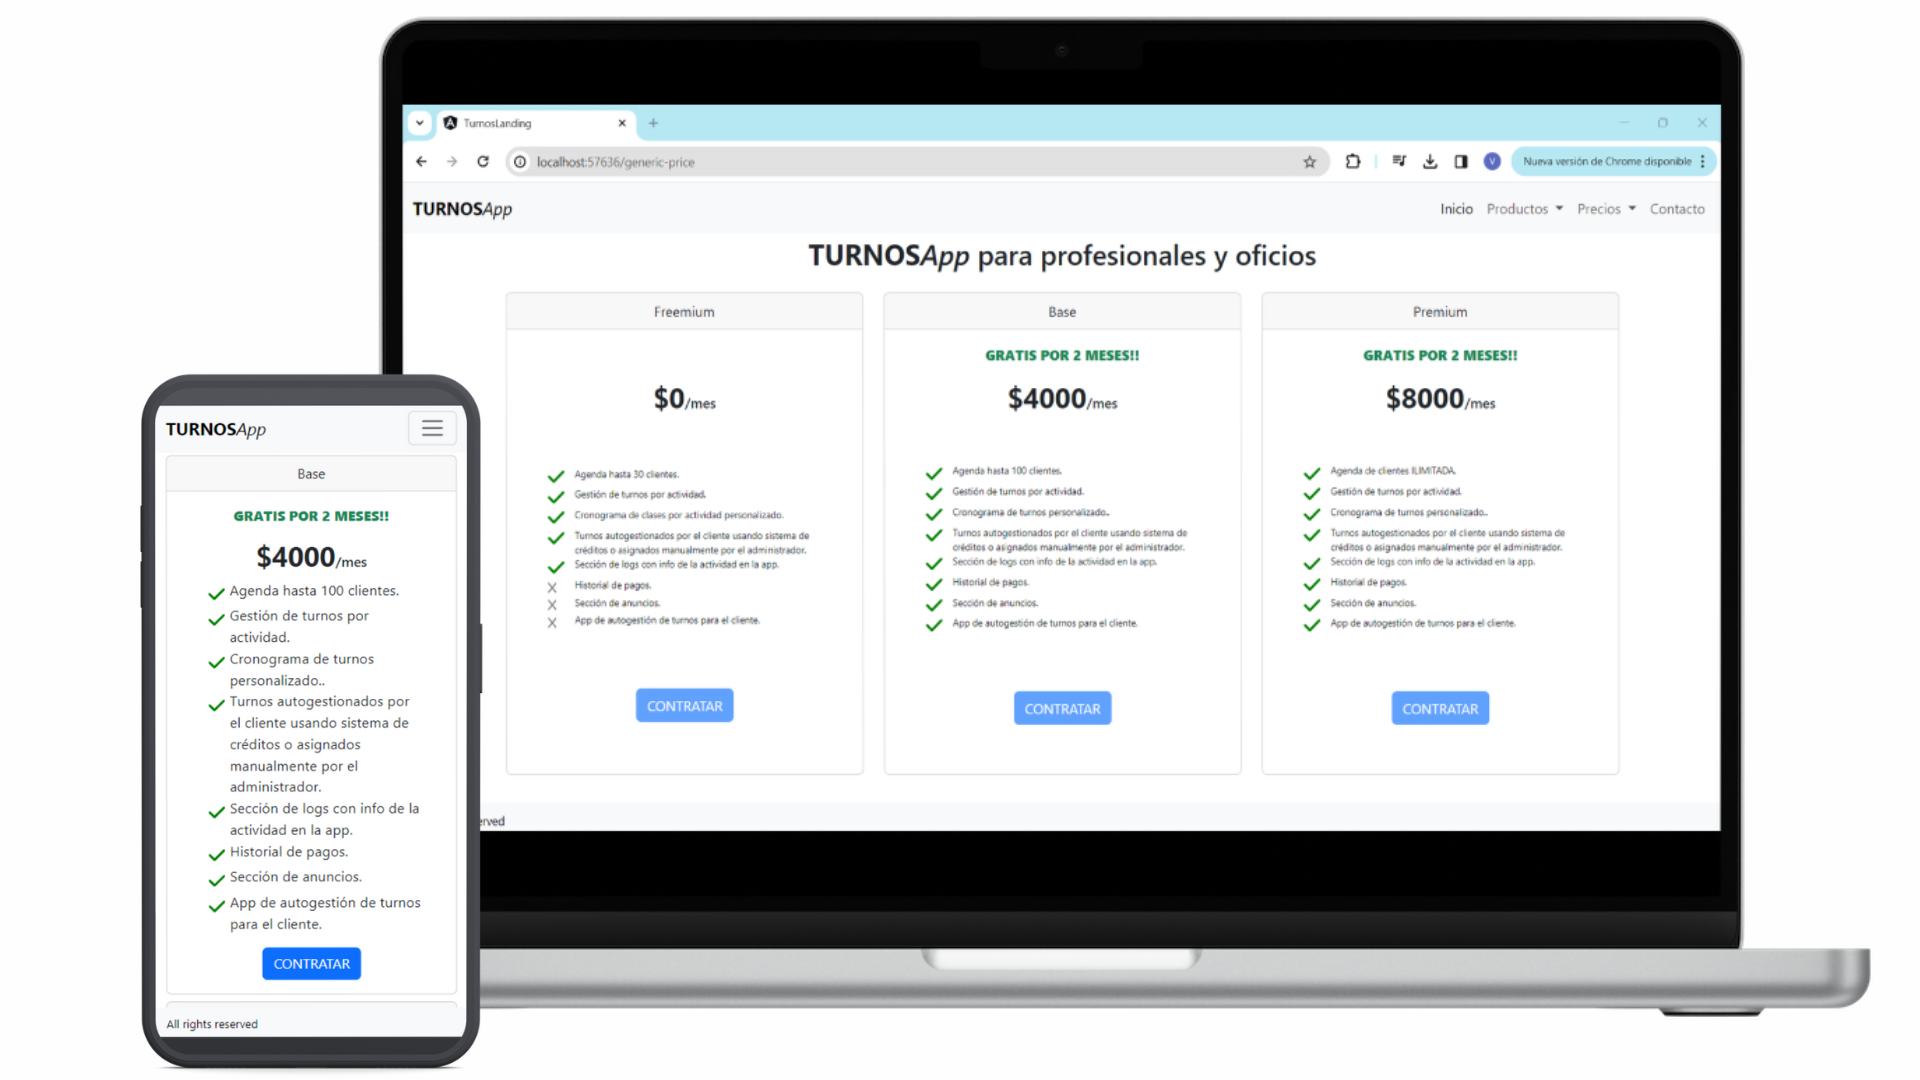 TurnosLanding
localhost:57636/generic-price
V
Nueva versión de Chrome disponible
TURNOSApp
Inicio Productos Precios Contacto
TURNOSApp para profesionales y oficios
Freemium
$0/mes
Agenda hasta 30 clientes.
Gestión de turnos por actividad.
Cronograma de clases por actividad personalizado.
Turnos autogestionados por el cliente usando sistema de
créditos o asignados manualmente por el administrador.
Sección de logs con info de la actividad en la app.
Historial de pagos.
Sección de anuncios.
App de autogestión de turnos para el cliente.
CONTRATAR
Base
GRATIS POR 2 MESES!!
$4000/mes
Agenda hasta 100 clientes.
Gestión de turnos por actividad.
Cronograma de turnos personalizado..
Turnos autogestionados por el cliente usando sistema de
créditos o asignados manualmente por el administrador.
Sección de logs con info de la actividad en la app.
Historial de pagos.
Sección de anuncios.
App de autogestión de turnos para el cliente.
CONTRATAR
Premium
GRATIS POR 2 MESES!!
$8000/mes
Agenda de clientes ILIMITADA.
Gestión de turnos por actividad.
Cronograma de turnos personalizado..
Turnos autogestionados por el cliente usando sistema de
créditos o asignados manualmente por el administrador.
Sección de logs con info de la actividad en la app.
Historial de pagos.
Sección de anuncios.
App de autogestión de turnos para el cliente.
CONTRATAR
erved
TURNOSApp
Base
GRATIS POR 2 MESES!!
$4000/mes
Agenda hasta 100 clientes.
Gestión de turnos por
actividad.
Cronograma de turnos
personalizado..
Turnos autogestionados por
el cliente usando sistema de
créditos o asignados
manualmente por el
administrador.
Sección de logs con info de la
actividad en la app.
Historial de pagos.
Sección de anuncios.
App de autogestión de turnos
para el cliente.
CONTRATAR
All rights reserved